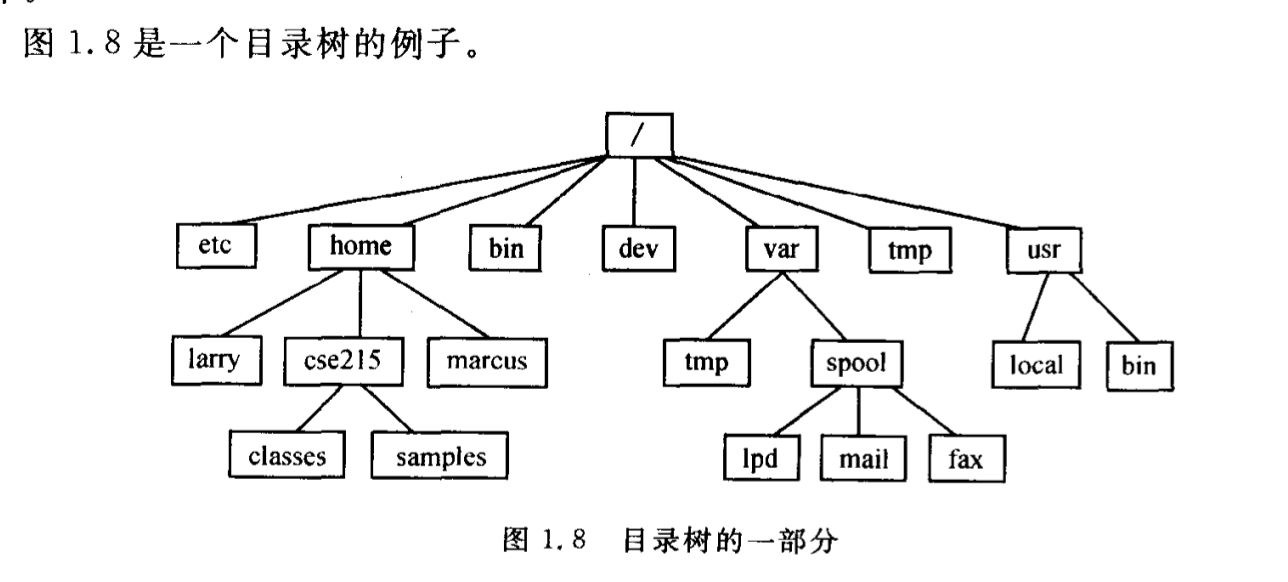 图 1.8 是一个目录树的例子。
/
etc home bin dev var tmp usr
larry cse215 marcus tmp spool local bin
classes samples lpd mail fax
图 1.8 目录树的一部分